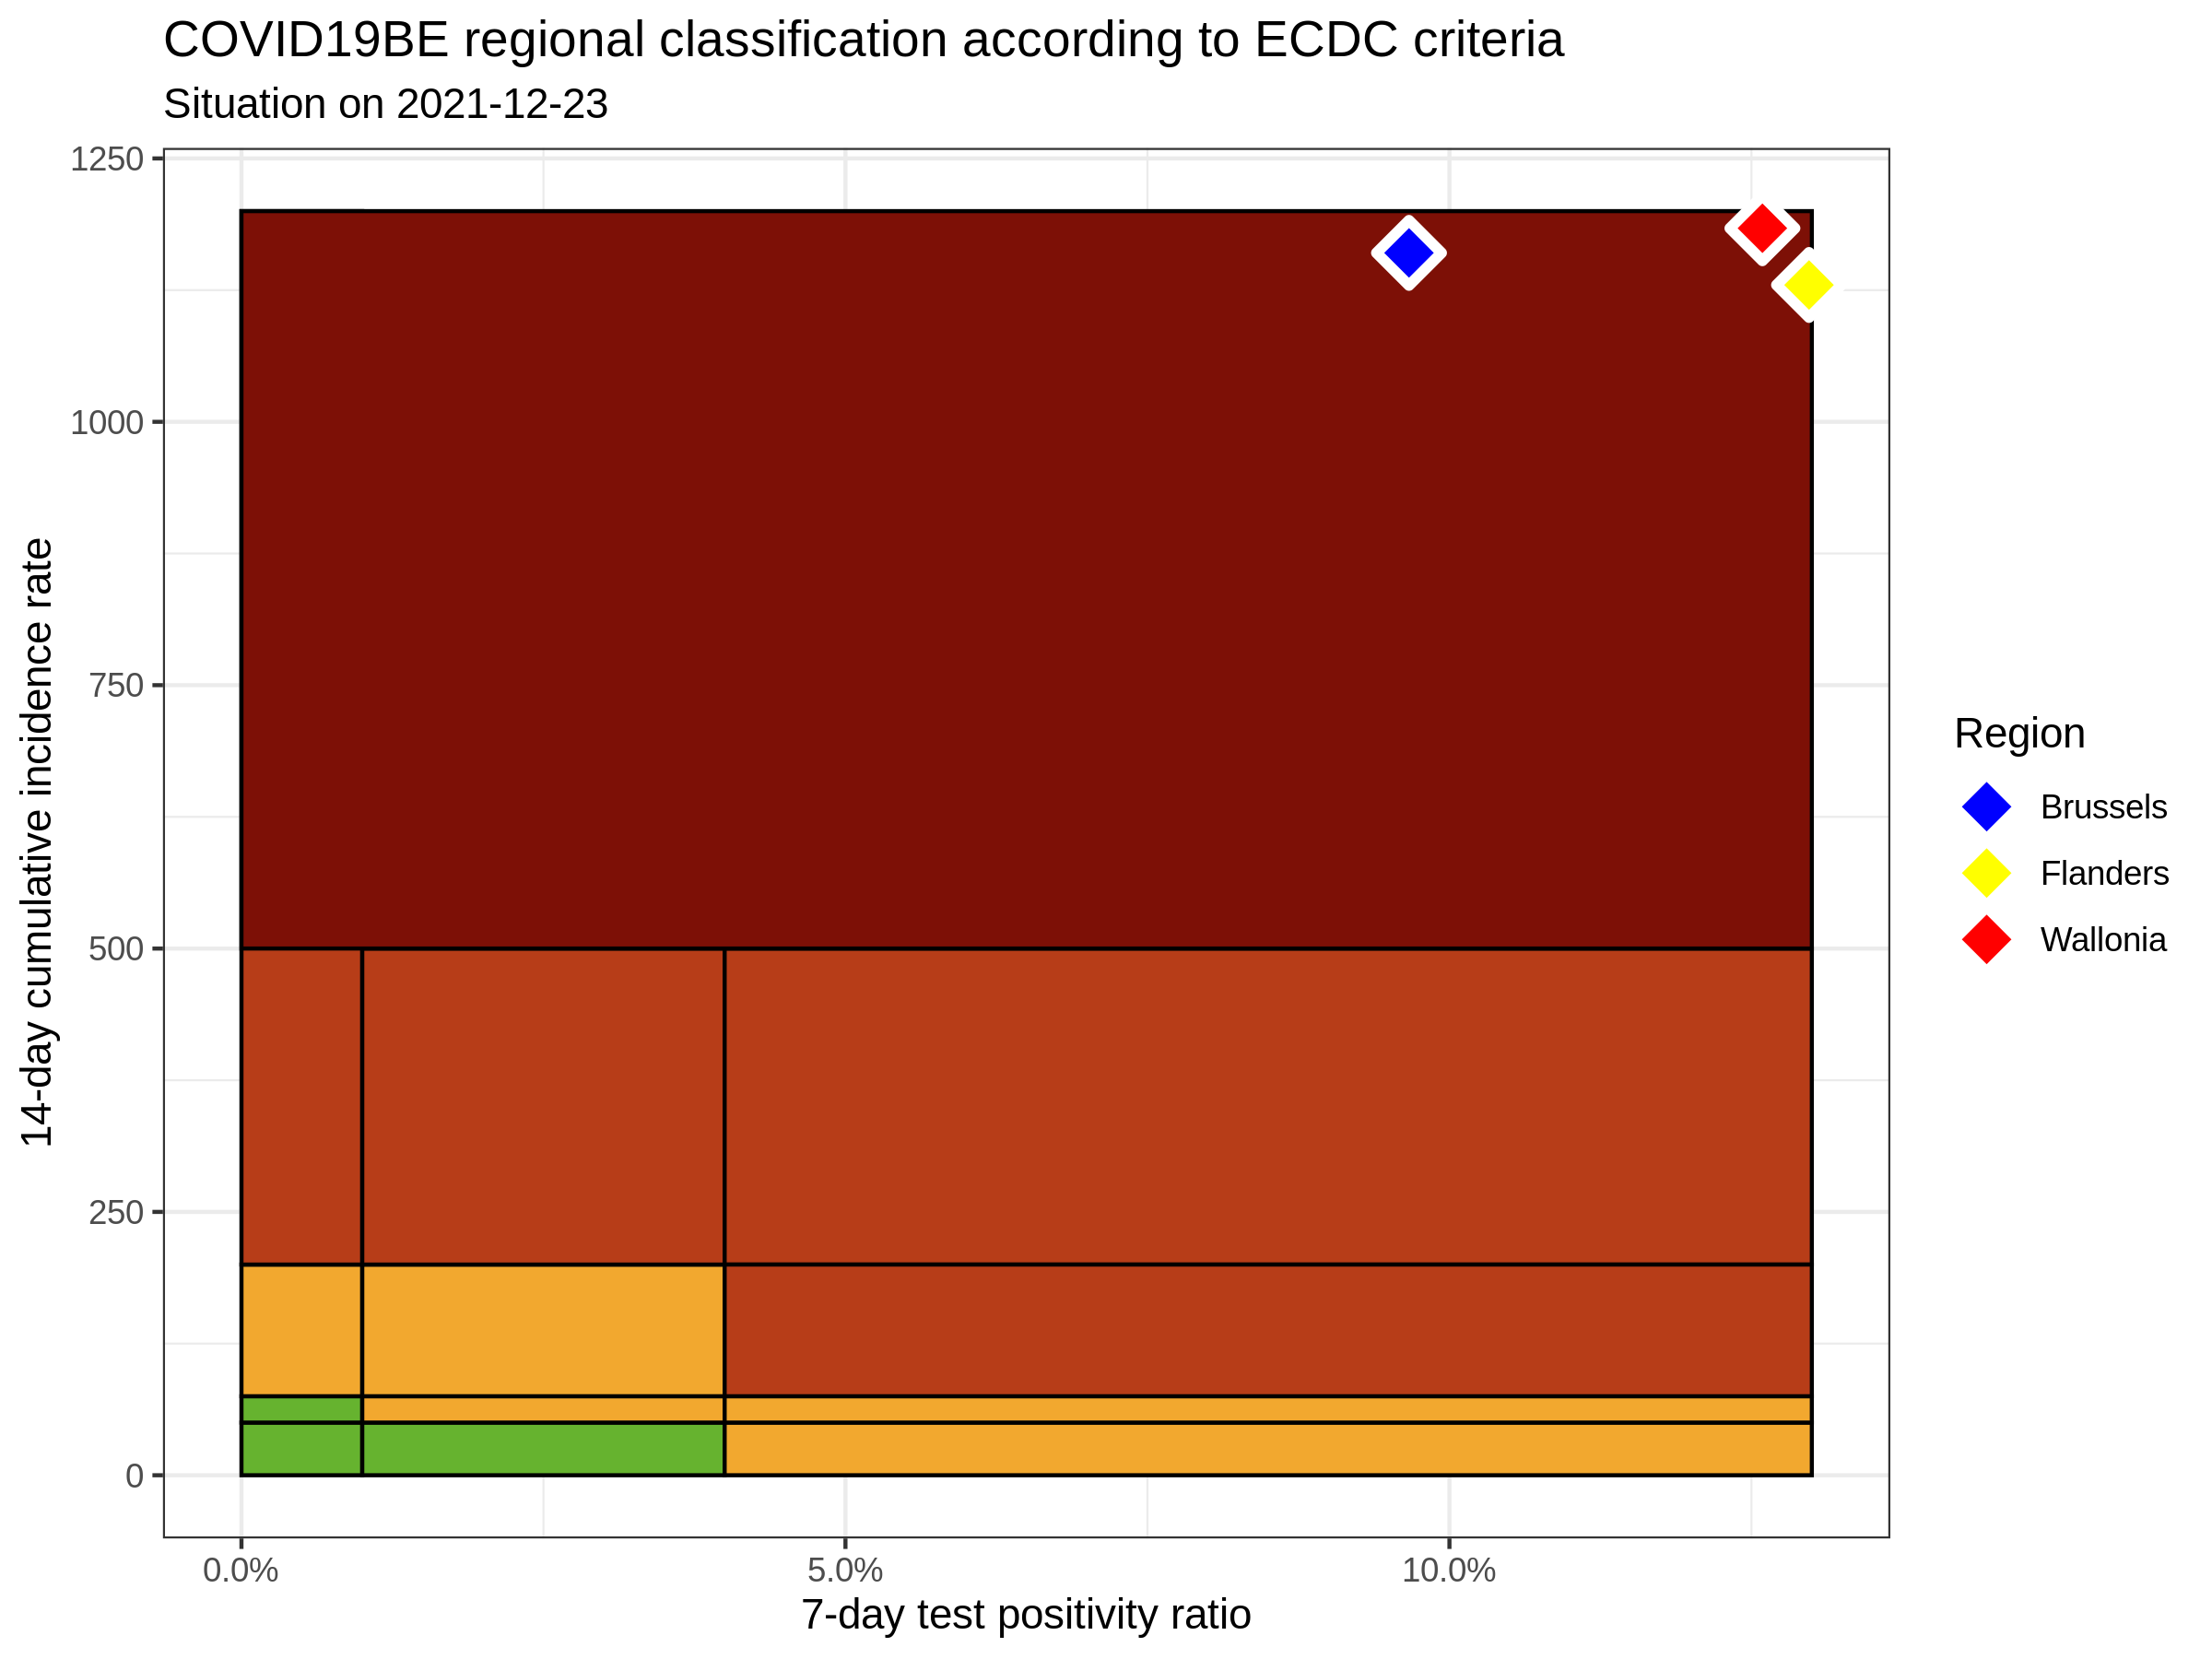 COVID19BE regional classification according to ECDC criteria
Situation on 2021-12-23
1250
1000
750
500
250
0
14-day cumulative incidence rate
0.0%
5.0%
10.0%
7-day test positivity ratio
Region
Brussels
Flanders
Wallonia